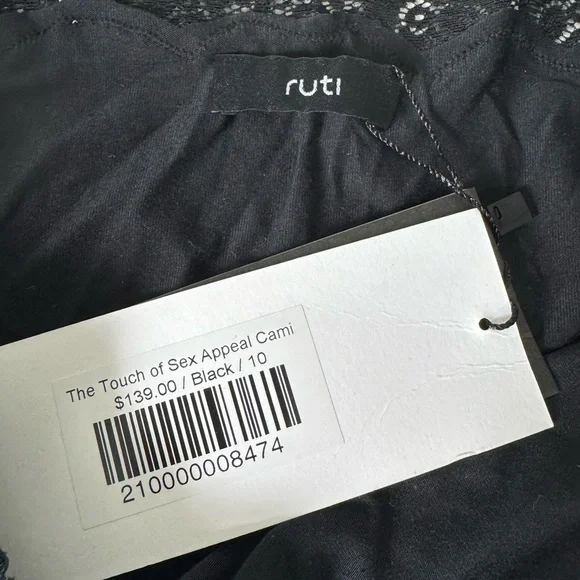 ruti
The Touch of Sex Appeal Cami
$139.00 / Black / 10
210000008474